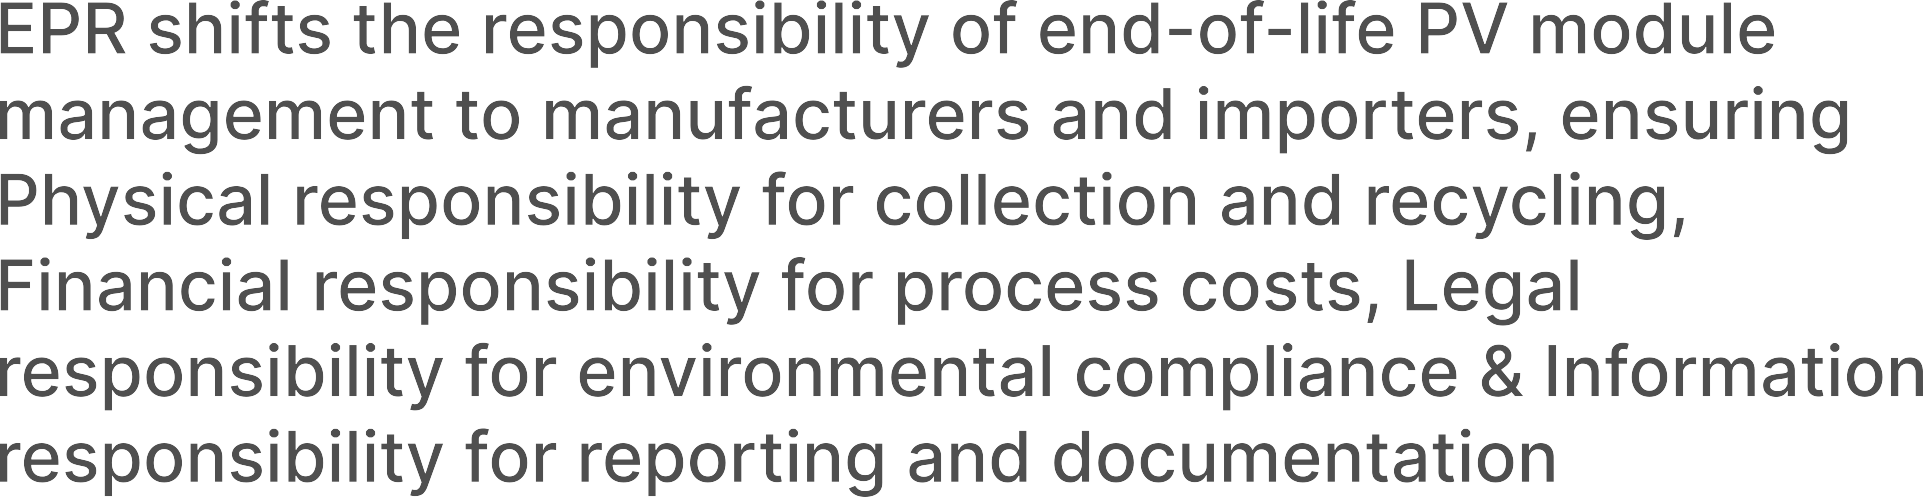 EPR shifts the responsibility of end-of-life PV module
management to manufacturers and importers, ensuring
Physical responsibility for collection and recycling,
Financial responsibility for process costs, Legal
responsibility for environmental compliance & Information
responsibility for reporting and documentation